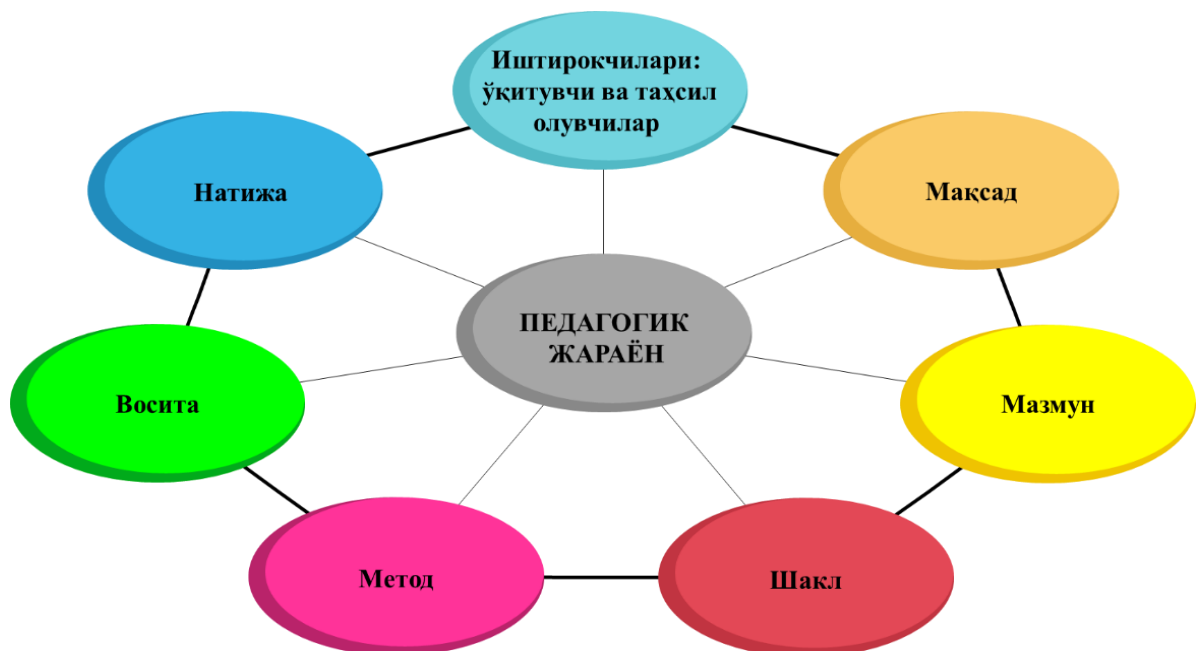 Иштирокчилари:
ўқитувчи ва таҳсил
олувчилар
Натижа
Мақсад
ПЕДАГОГИК
ЖАРАЁН
Восита
Мазмун
Метод
Шакл